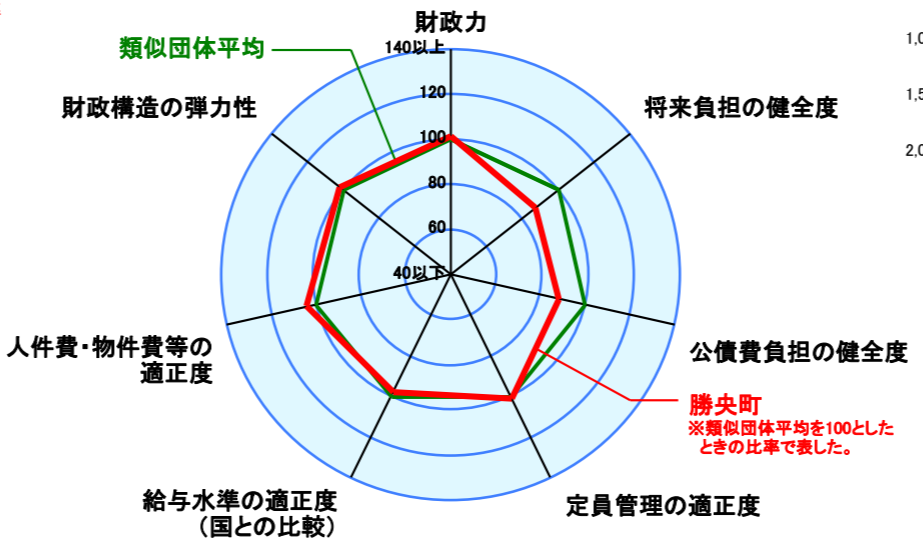 財政力
類似団体平均
140以上
120
100
80
60
40以下
財政構造の弾力性
将来負担の健全度
人件費・物件費等の
適正度
公債費負担の健全度
勝央町
※類似団体平均を100とした
ときの比率で表した。
給与水準の適正度
（国との比較）
定員管理の適正度